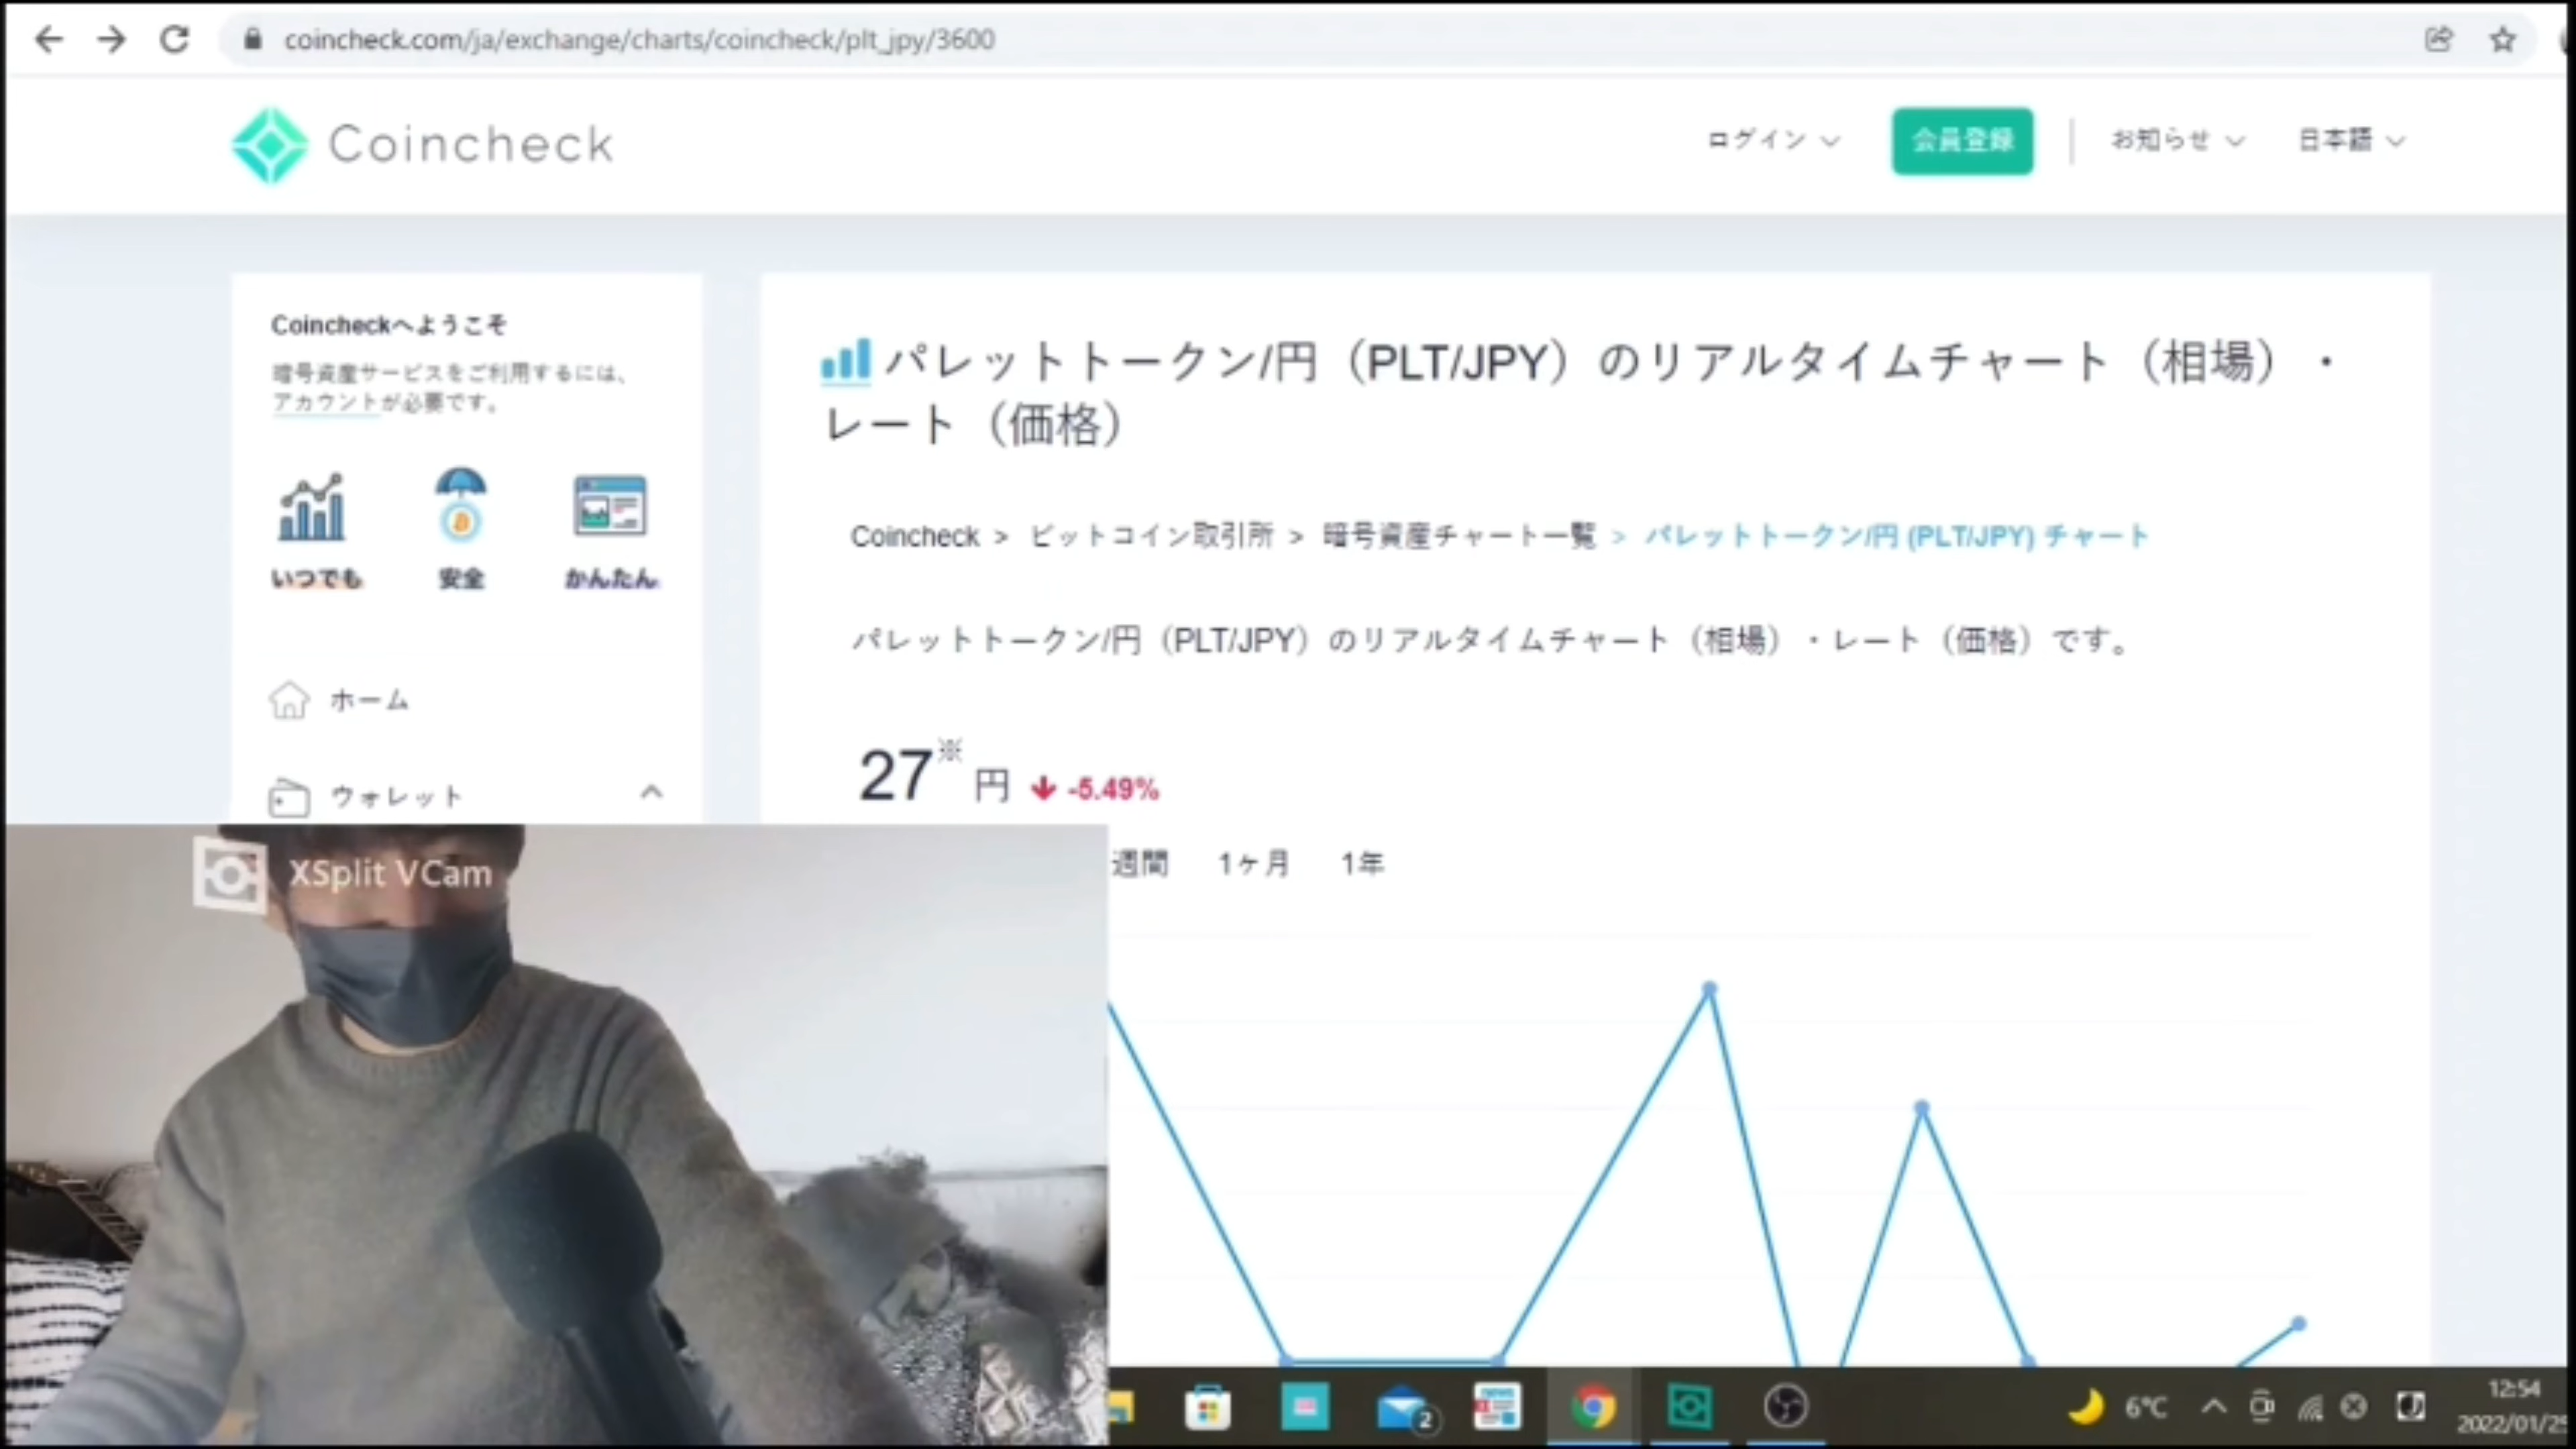 coincheck.com/ja/exchange/charts/coincheck/plt_jpy/3600
Coincheck
ログイン
会員登録
お知らせ
日本語
Coincheckへようこそ
暗号資産サービスをご利用するには、
アカウントが必要です。
いつでも
安全
かんたん
ホーム
ウォレット
パレットトークン/円（PLT/JPY）のリアルタイムチャート（相場）・
レート（価格）
Coincheck > ビットコイン取引所 > 暗号資産チャート一覧 > パレットトークン/円 (PLT/JPY) チャート
パレットトークン/円（PLT/JPY）のリアルタイムチャート（相場）・レート（価格）です。
27※ 円 -5.49%
週間 1ヶ月 1年
XSplit VCam
2
6℃
12:54
2022/01/25